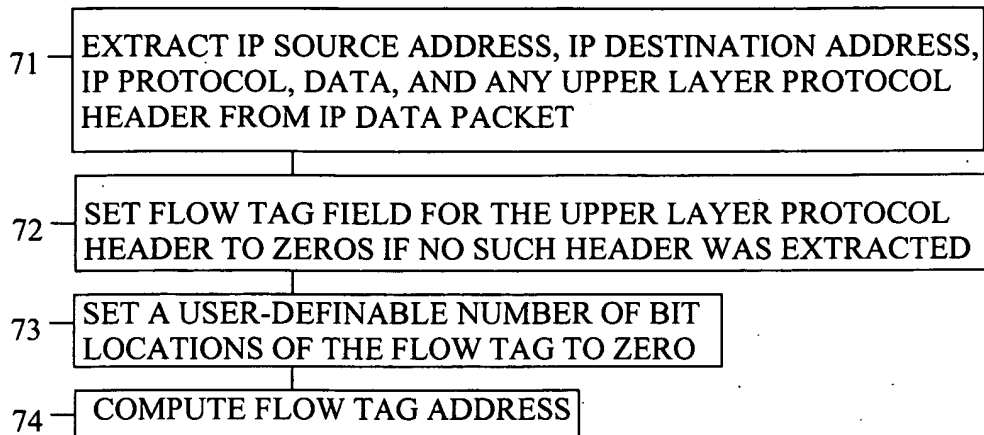 71 EXTRACT IP SOURCE ADDRESS, IP DESTINATION ADDRESS,
IP PROTOCOL, DATA, AND ANY UPPER LAYER PROTOCOL
HEADER FROM IP DATA PACKET
72 SET FLOW TAG FIELD FOR THE UPPER LAYER PROTOCOL
HEADER TO ZEROS IF NO SUCH HEADER WAS EXTRACTED
73 SET A USER-DEFINABLE NUMBER OF BIT
LOCATIONS OF THE FLOW TAG TO ZERO
74 COMPUTE FLOW TAG ADDRESS